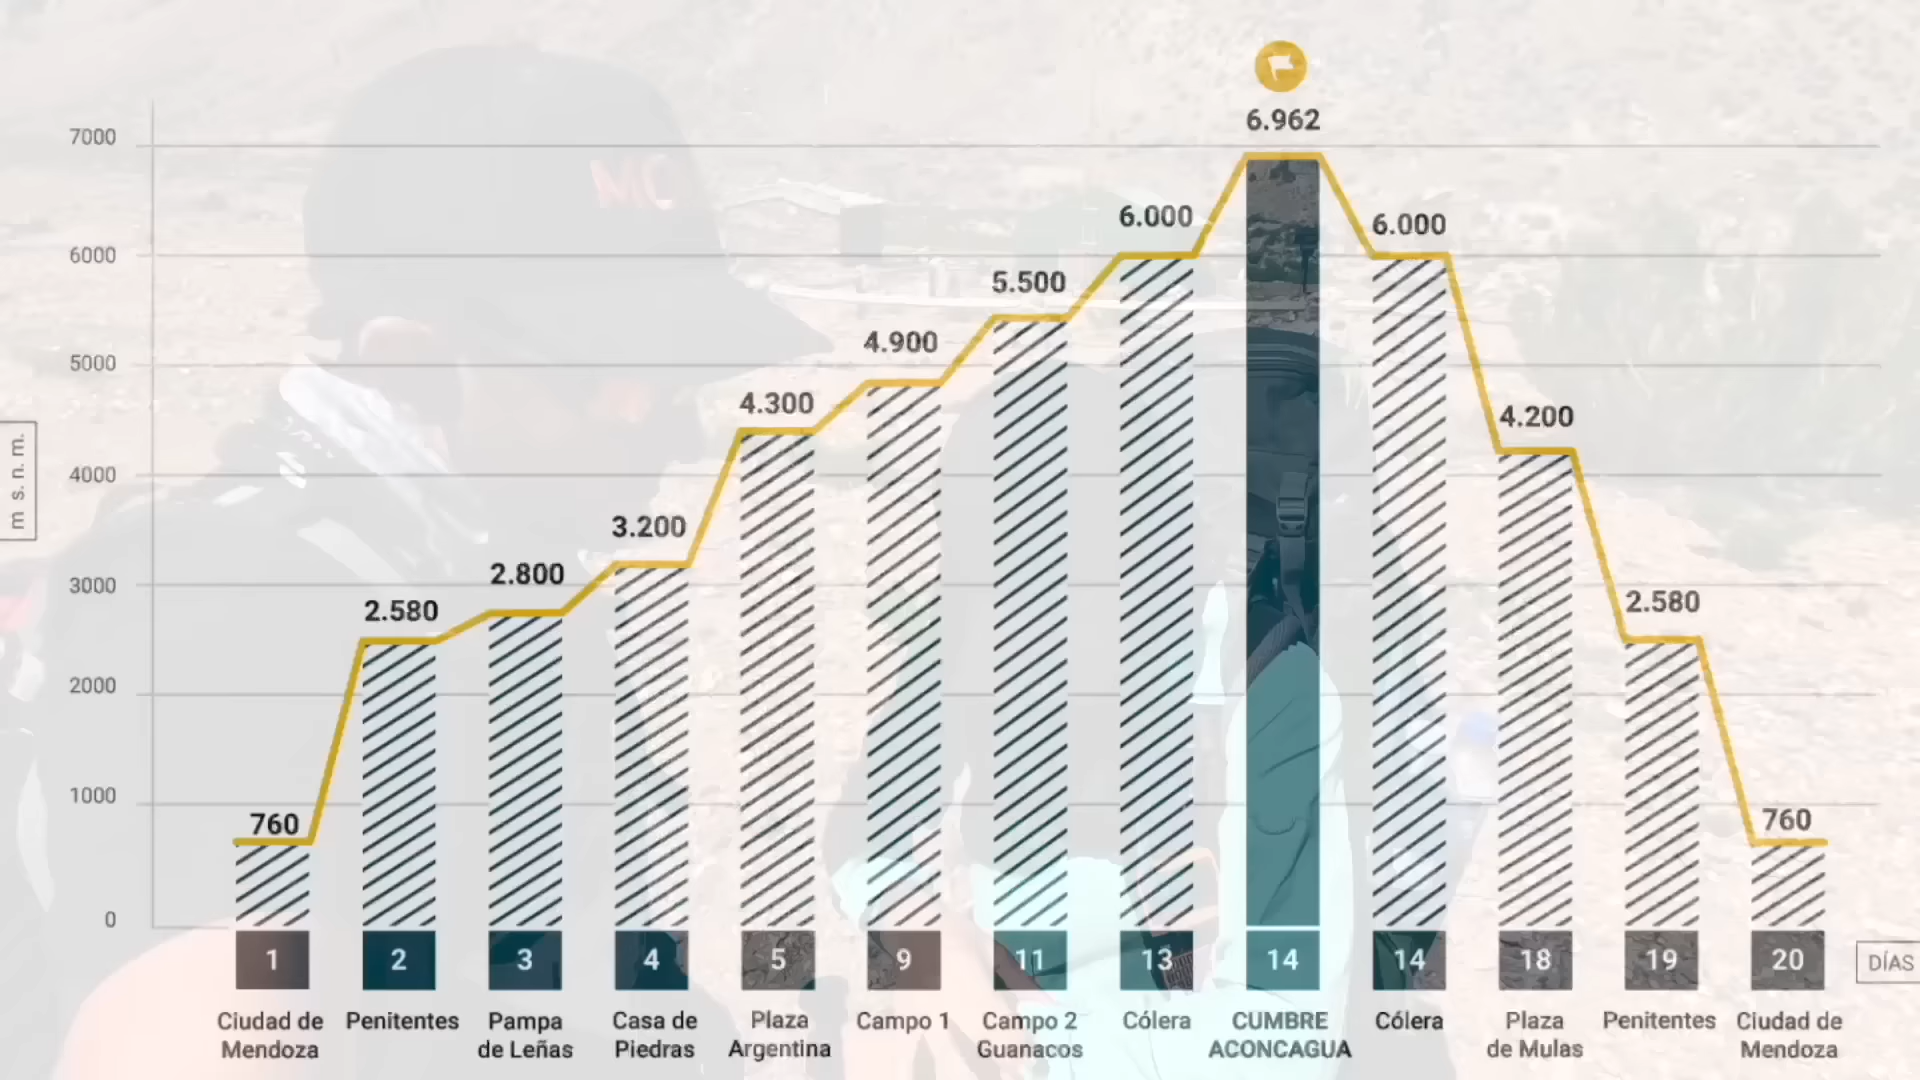 MC
6.962
7000
6.000
6.000
6000
5.500
4.900
5000
4.300
4.200
m s. n. m.
4000
3.200
2.800
3000
2.580
2.580
2000
1000
760
760
0
1 2 3 4 5 9 11 13 14 14 18 19 20 DÍAS
Ciudad de
Mendoza
Penitentes
Pampa
de Leñas
Casa de
Piedras
Plaza
Argentina
Campo 1
Campo 2
Guanacos
Cólera
CUMBRE
ACONCAGUA
Cólera
Plaza
de Mulas
Penitentes
Ciudad de
Mendoza